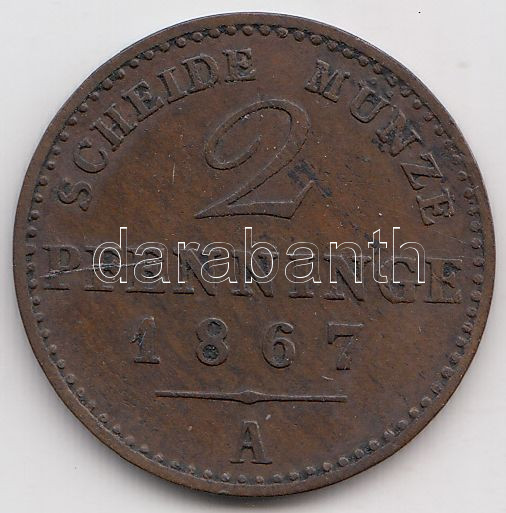 SCHEIDE MÜNZE
2
PFENNINGE
1867
A
darabanth